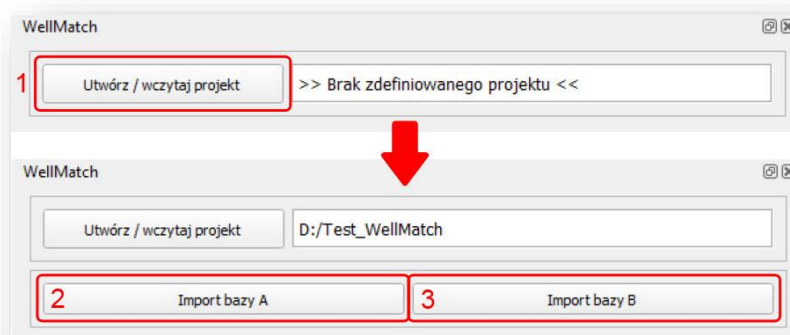 WellMatch
1 Utwórz / wczytaj projekt >> Brak zdefiniowanego projektu <<
WellMatch
Utwórz / wczytaj projekt D:/Test_WellMatch
2 Import bazy A 3 Import bazy B